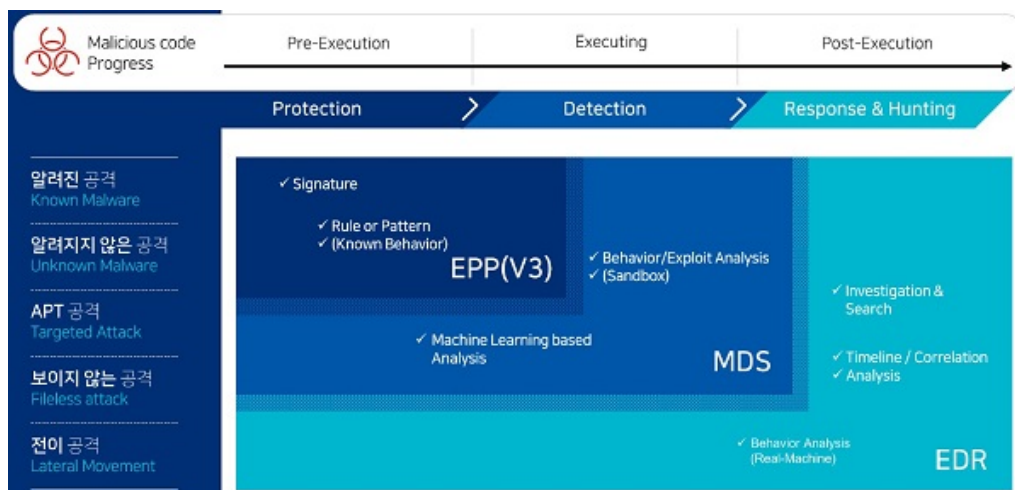 Malicious code
Progress
Pre-Execution
Executing
Post-Execution
Protection
Detection
Response & Hunting
알려진 공격
Known Malware
알려지지 않은 공격
Unknown Malware
APT 공격
Targeted Attack
보이지 않는 공격
Fileless attack
전이 공격
Lateral Movement
✓ Signature
✓ Rule or Pattern
✓ (Known Behavior)
EPP(V3)
✓ Behavior/Exploit Analysis
✓ (Sandbox)
✓ Machine Learning based
Analysis
MDS
✓ Investigation &
Search
✓ Timeline / Correlation
✓ Analysis
✓ Behavior Analysis
(Real-Machine)
EDR